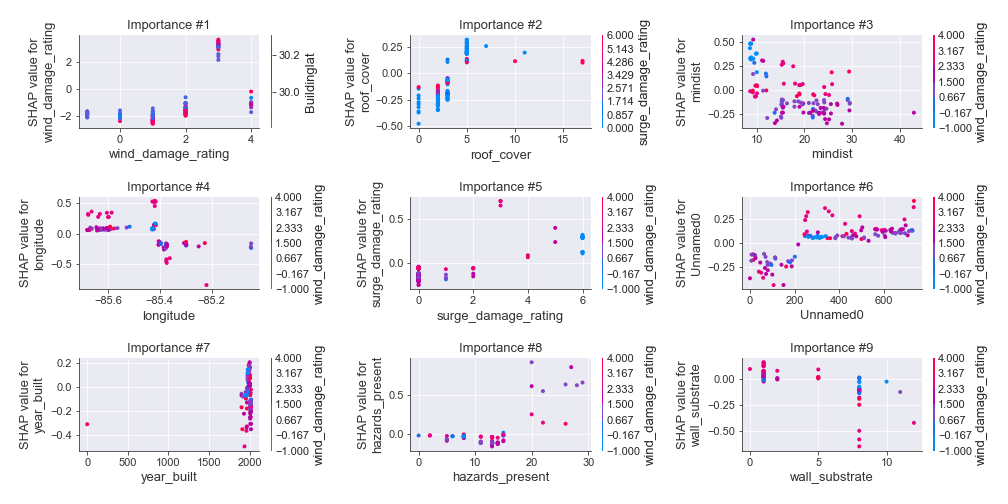 Importance #1
SHAP value for
wind_damage_rating
2
0
−2
0
2
4
wind_damage_rating
30.2
30.0
Buildinglat
Importance #2
SHAP value for
roof_cover
0.25
0.00
−0.25
−0.50
0
5
10
15
roof_cover
6.000
5.143
4.286
3.429
2.571
1.714
0.857
0.000
surge_damage_rating
Importance #3
SHAP value for
mindist
0.50
0.25
0.00
−0.25
10
20
30
40
mindist
4.000
3.167
2.333
1.500
0.667
−0.167
−1.000
wind_damage_rating
Importance #4
SHAP value for
longitude
0.5
0.0
−0.5
−85.6
−85.4
−85.2
longitude
4.000
3.167
2.333
1.500
0.667
−0.167
−1.000
wind_damage_rating
Importance #5
SHAP value for
surge_damage_rating
0.5
0.0
0
2
4
6
surge_damage_rating
4.000
3.167
2.333
1.500
0.667
−0.167
−1.000
wind_damage_rating
Importance #6
SHAP value for
Unnamed0
0.25
0.00
−0.25
0
200
400
600
Unnamed0
4.000
3.167
2.333
1.500
0.667
−0.167
−1.000
wind_damage_rating
Importance #7
SHAP value for
year_built
0.2
0.0
−0.2
−0.4
0
500
1000
1500
2000
year_built
4.000
3.167
2.333
1.500
0.667
−0.167
−1.000
wind_damage_rating
Importance #8
SHAP value for
hazards_present
0.5
0.0
0
10
20
30
hazards_present
4.000
3.167
2.333
1.500
0.667
−0.167
−1.000
wind_damage_rating
Importance #9
SHAP value for
wall_substrate
0.00
−0.25
−0.50
0
5
10
wall_substrate
4.000
3.167
2.333
1.500
0.667
−0.167
−1.000
wind_damage_rating